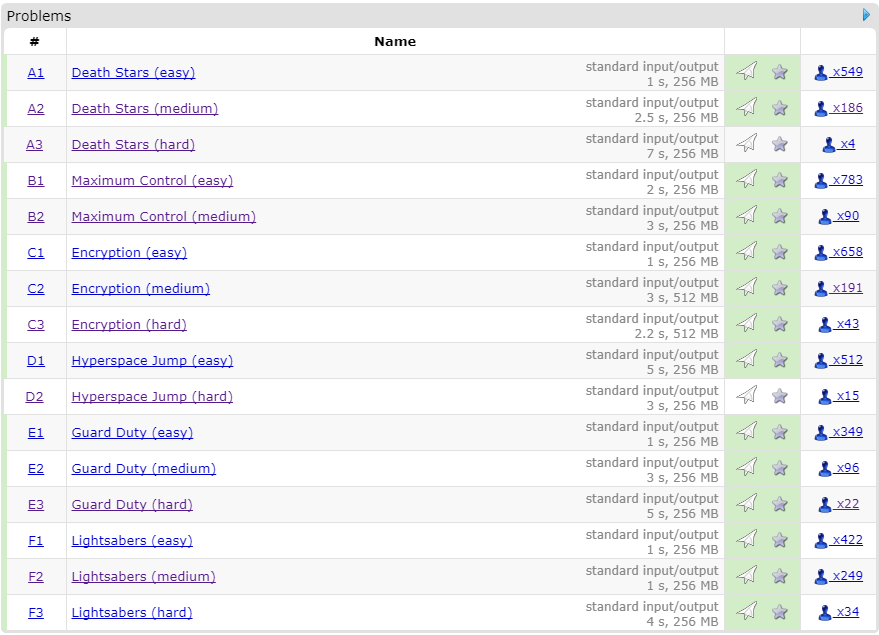 Problems
# Name
A1 Death Stars (easy) standard input/output
1 s, 256 MB x549
A2 Death Stars (medium) standard input/output
2.5 s, 256 MB x186
A3 Death Stars (hard) standard input/output
7 s, 256 MB x4
B1 Maximum Control (easy) standard input/output
2 s, 256 MB x783
B2 Maximum Control (medium) standard input/output
3 s, 256 MB x90
C1 Encryption (easy) standard input/output
1 s, 256 MB x658
C2 Encryption (medium) standard input/output
3 s, 512 MB x191
C3 Encryption (hard) standard input/output
2.2 s, 512 MB x43
D1 Hyperspace Jump (easy) standard input/output
5 s, 256 MB x512
D2 Hyperspace Jump (hard) standard input/output
3 s, 256 MB x15
E1 Guard Duty (easy) standard input/output
1 s, 256 MB x349
E2 Guard Duty (medium) standard input/output
3 s, 256 MB x96
E3 Guard Duty (hard) standard input/output
5 s, 256 MB x22
F1 Lightsabers (easy) standard input/output
1 s, 256 MB x422
F2 Lightsabers (medium) standard input/output
1 s, 256 MB x249
F3 Lightsabers (hard) standard input/output
4 s, 256 MB x34